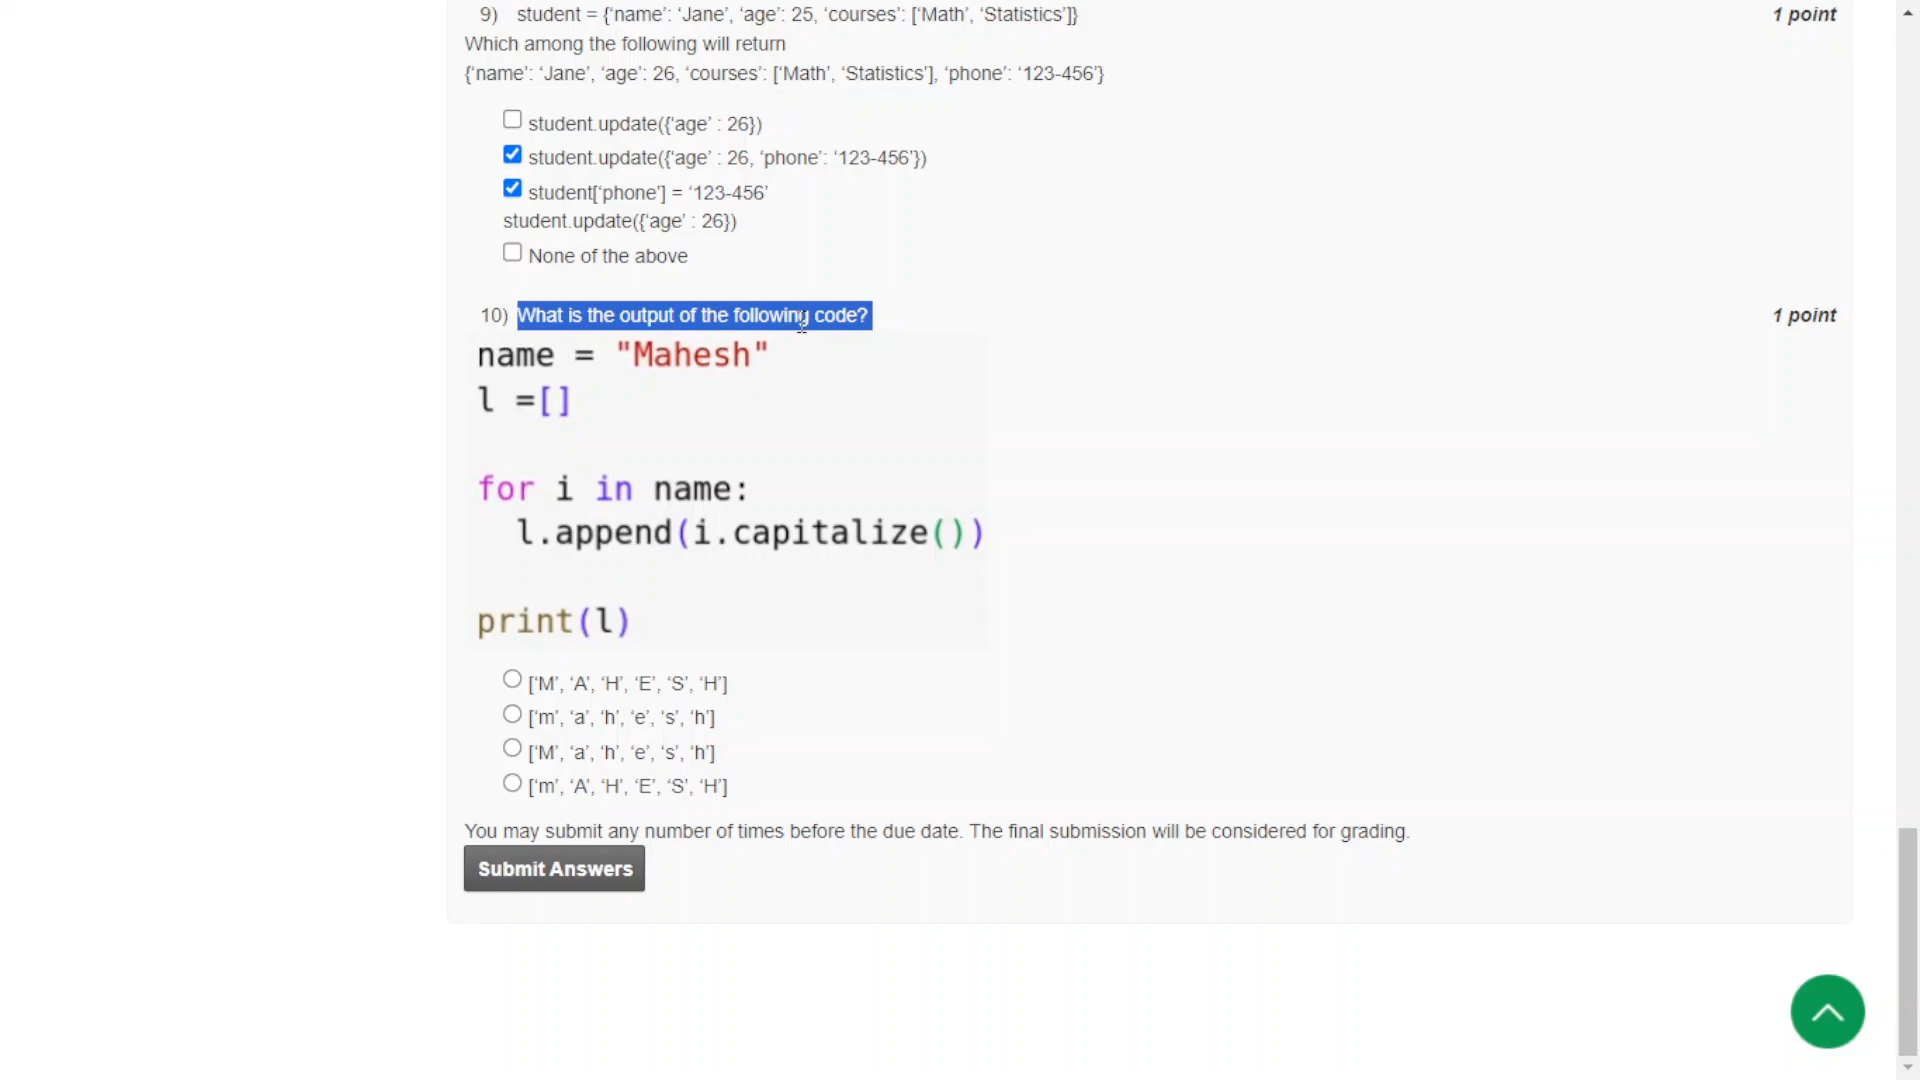 9) student = {‘name’: ‘Jane’, ‘age’: 25, ‘courses’: [‘Math’, ‘Statistics’]}
1 point
Which among the following will return
{‘name’: ‘Jane’, ‘age’: 26, ‘courses’: [‘Math’, ‘Statistics’], ‘phone’: ‘123-456’}
student.update({‘age’ : 26})
student.update({‘age’ : 26, ‘phone’: ‘123-456’})
student[‘phone’] = ‘123-456’
student.update({‘age’ : 26})
None of the above
10) What is the output of the following code?
1 point
name = "Mahesh"
l =[]
for i in name:
l.append(i.capitalize())
print(l)
[‘M’, ‘A’, ‘H’, ‘E’, ‘S’, ‘H’]
[‘m’, ‘a’, ‘h’, ‘e’, ‘s’, ‘h’]
[‘M’, ‘a’, ‘h’, ‘e’, ‘s’, ‘h’]
[‘m’, ‘A’, ‘H’, ‘E’, ‘S’, ‘H’]
You may submit any number of times before the due date. The final submission will be considered for grading.
Submit Answers